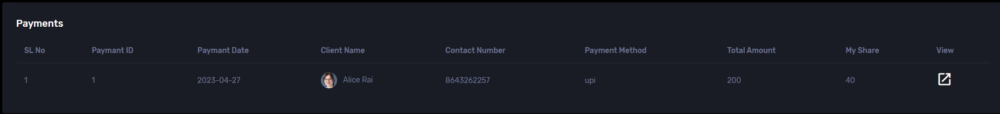 Payments
SL No Paymant ID Paymant Date Client Name Contact Number Payment Method Total Amount My Share View
1 1 2023-04-27 Alice Rai 8643262257 upi 200 40